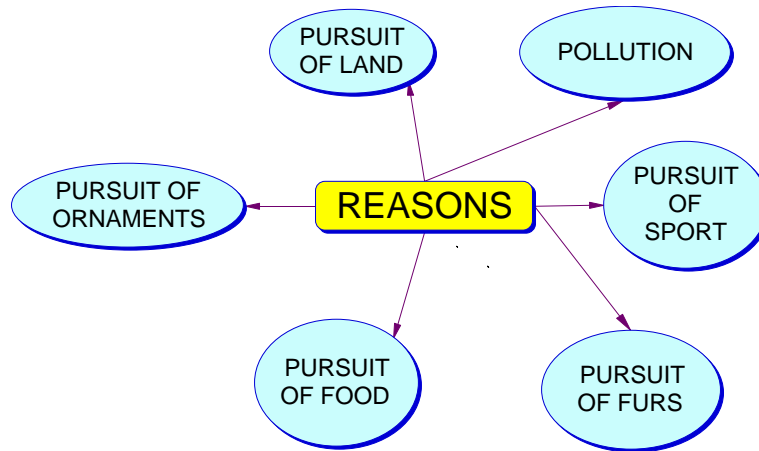 PURSUIT
OF LAND
POLLUTION
PURSUIT OF
ORNAMENTS
REASONS
PURSUIT
OF
SPORT
PURSUIT
OF FOOD
PURSUIT
OF FURS